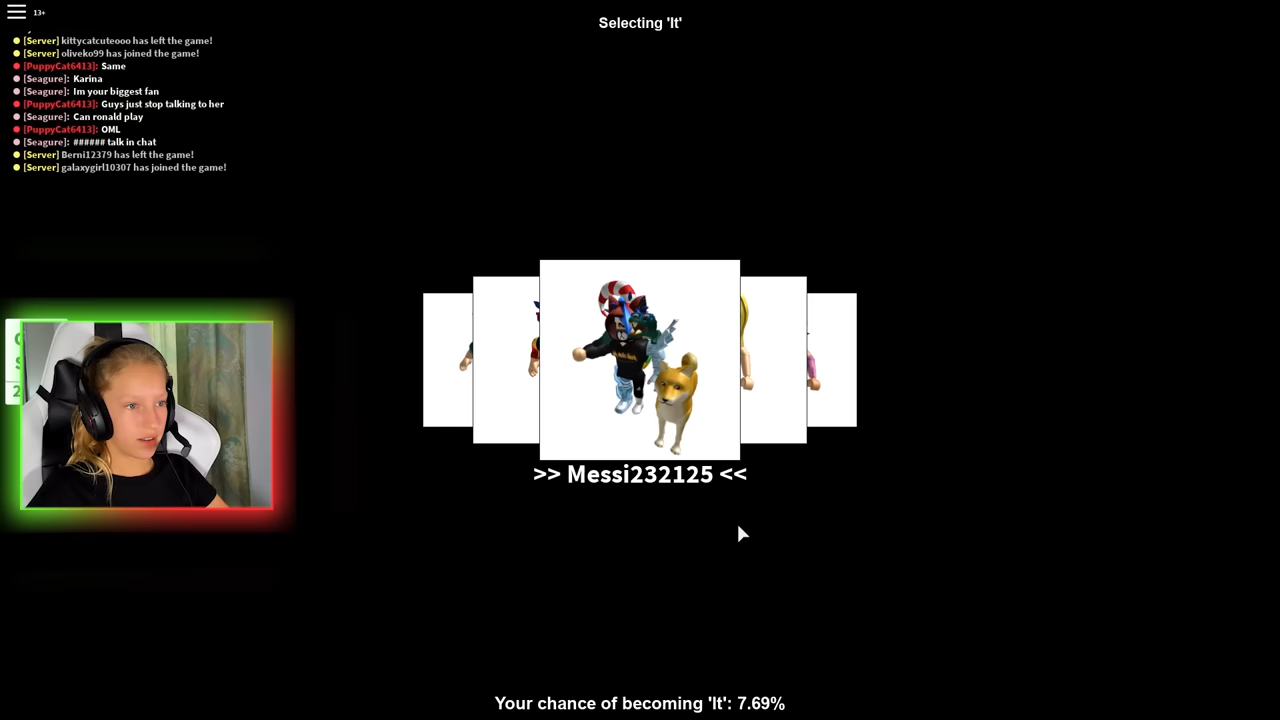 13+
Selecting 'It'
[Server] kittycatcuteooo has left the game!
[Server] oliveko99 has joined the game!
[PuppyCat6413]: Same
[Seagure]: Karina
[Seagure]: Im your biggest fan
[PuppyCat6413]: Guys just stop talking to her
[Seagure]: Can ronald play
[PuppyCat6413]: OML
[Seagure]: ###### talk in chat
[Server] Berni12379 has left the game!
[Server] galaxygirl10307 has joined the game!
>> Messi232125 <<
Your chance of becoming 'It': 7.69%